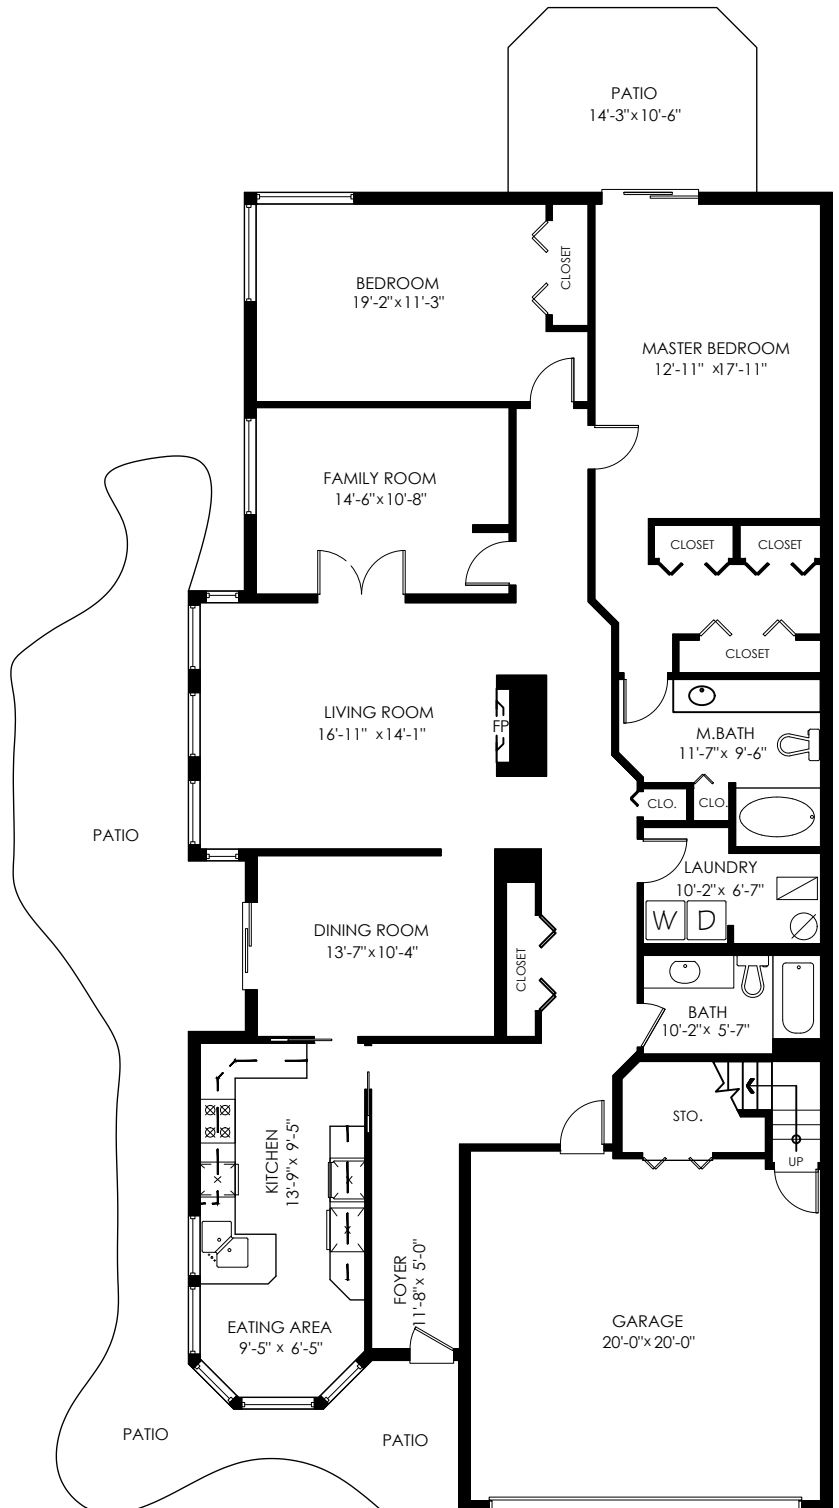 PATIO
14'-3"x10'-6"
BEDROOM
19'-2"x11'-3"
CLOSET
MASTER BEDROOM
12'-11" x17'-11"
FAMILY ROOM
14'-6"x10'-8"
CLOSET
CLOSET
CLOSET
LIVING ROOM
16'-11" x14'-1"
FP
M.BATH
11'-7"x 9'-6"
CLO.
CLO.
PATIO
LAUNDRY
10'-2"x 6'-7"
W
D
DINING ROOM
13'-7"x10'-4"
CLOSET
BATH
10'-2"x 5'-7"
STO.
UP
KITCHEN
13'-9"x 9'-5"
FOYER
11'-8"x 5'-0"
EATING AREA
9'-5" x 6'-5"
GARAGE
20'-0"x20'-0"
PATIO
PATIO